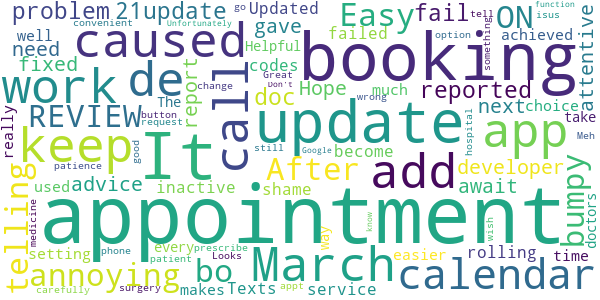 problem
21update
Updated
convenient
Unfortunately
go
Easy
fail
ON
tell
something
isus
function
option
achieved
attentive
well
caused
gave
Helpful
failed
booking
need
fixed
work
de
call
codes
Hope
much
reported
next
choice
REVIEW
report
doc
The
button
request
change
Great
Don't
update
app
take
wrong
Meh
really
keep
It
good
patience
still
Google
become
hospital
After
add
developer
bumpy
used
advice
inactive
shame
await
doctors
telling
medicine
appointment
setting
every
prescribe
patient
way
know
wish
easier
rolling
time
annoying
phone
Looks
bo
March
calendar
carefully
surgery
makes
Texts
appt
service